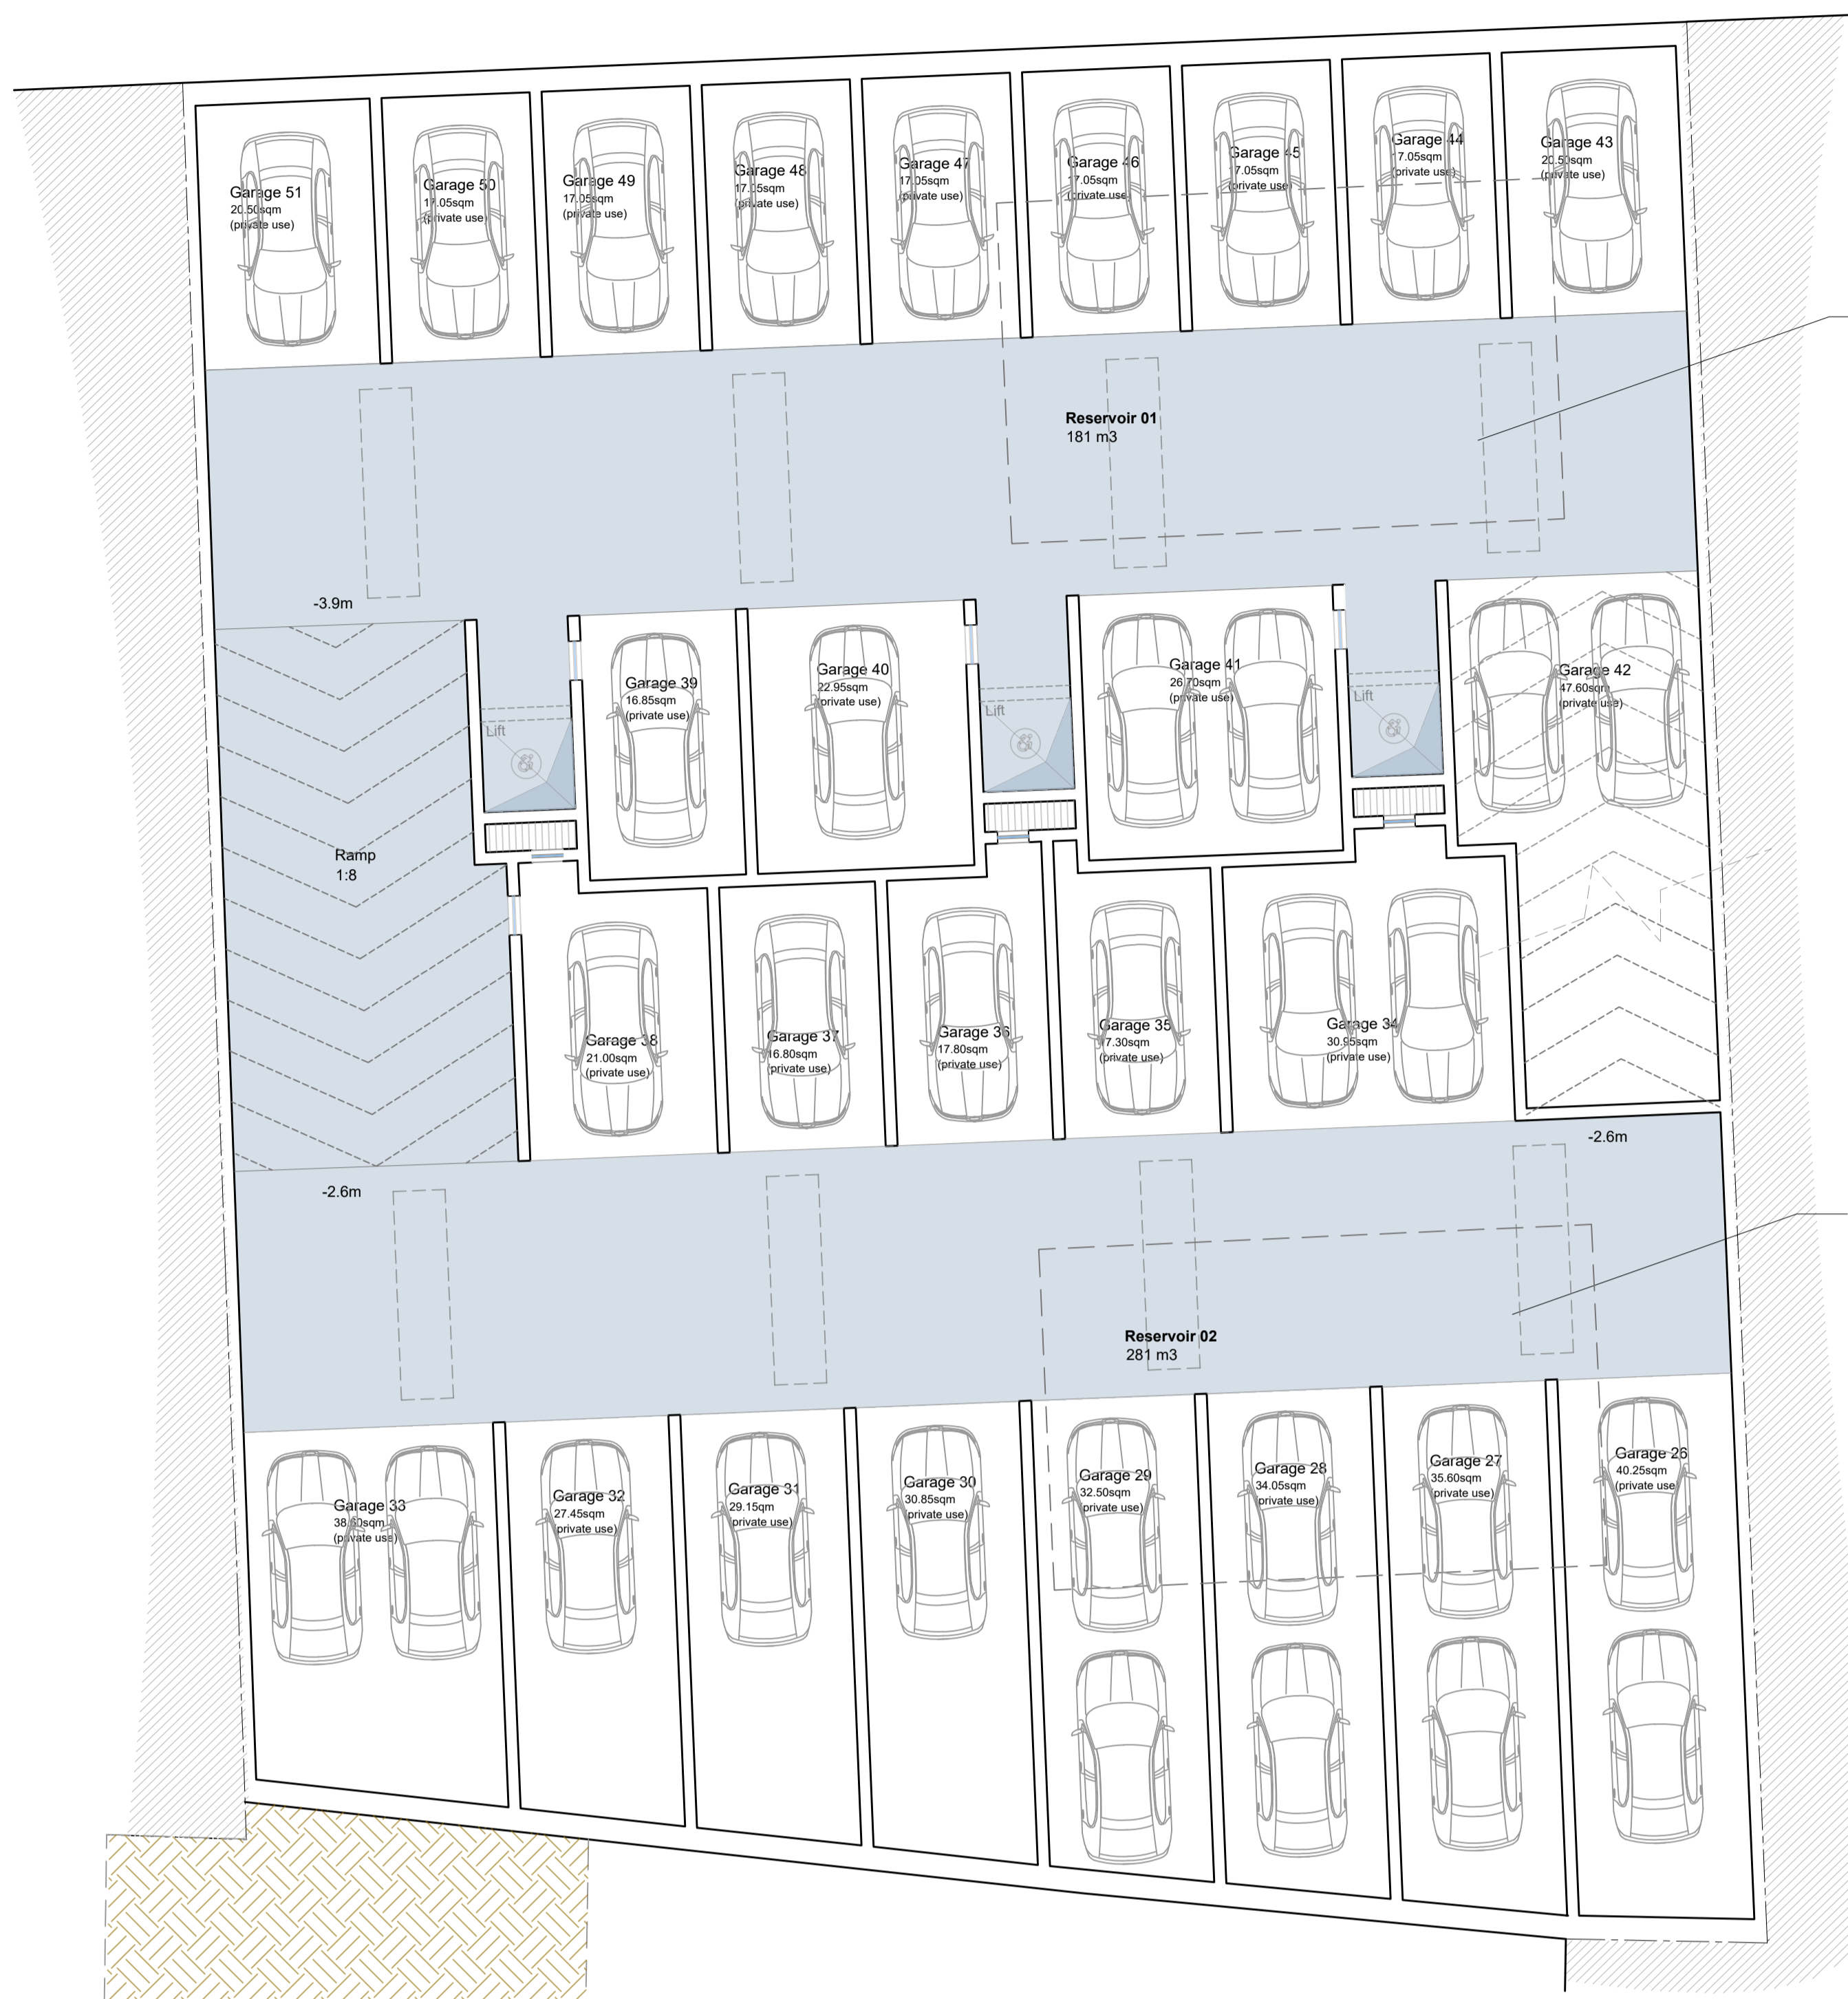 Garage 51
20.50sqm
(private use)
Garage 50
17.05sqm
(private use)
Garage 49
17.05sqm
(private use)
Garage 48
17.05sqm
(private use)
Garage 47
17.05sqm
(private use)
Garage 46
17.05sqm
(private use)
Garage 45
17.05sqm
(private use)
Garage 44
17.05sqm
(private use)
Garage 43
20.50sqm
(private use)
Reservoir 01
181 m3
-3.9m
Lift
Garage 39
16.85sqm
(private use)
Garage 40
22.95sqm
(private use)
Lift
Garage 41
26.70sqm
(private use)
Lift
Garage 42
47.60sqm
(private use)
Ramp
1:8
Garage 38
21.00sqm
(private use)
Garage 37
16.80sqm
(private use)
Garage 36
17.80sqm
(private use)
Garage 35
17.30sqm
(private use)
Garage 34
30.95sqm
(private use)
-2.6m
-2.6m
Reservoir 02
281 m3
Garage 33
38.60sqm
(private use)
Garage 32
27.45sqm
(private use)
Garage 31
29.15qm
(private use)
Garage 30
30.85sqm
(private use)
Garage 29
32.50sqm
(private use)
Garage 28
34.05sqm
(private use)
Garage 27
35.60sqm
(private use)
Garage 26
40.25sqm
(private use)